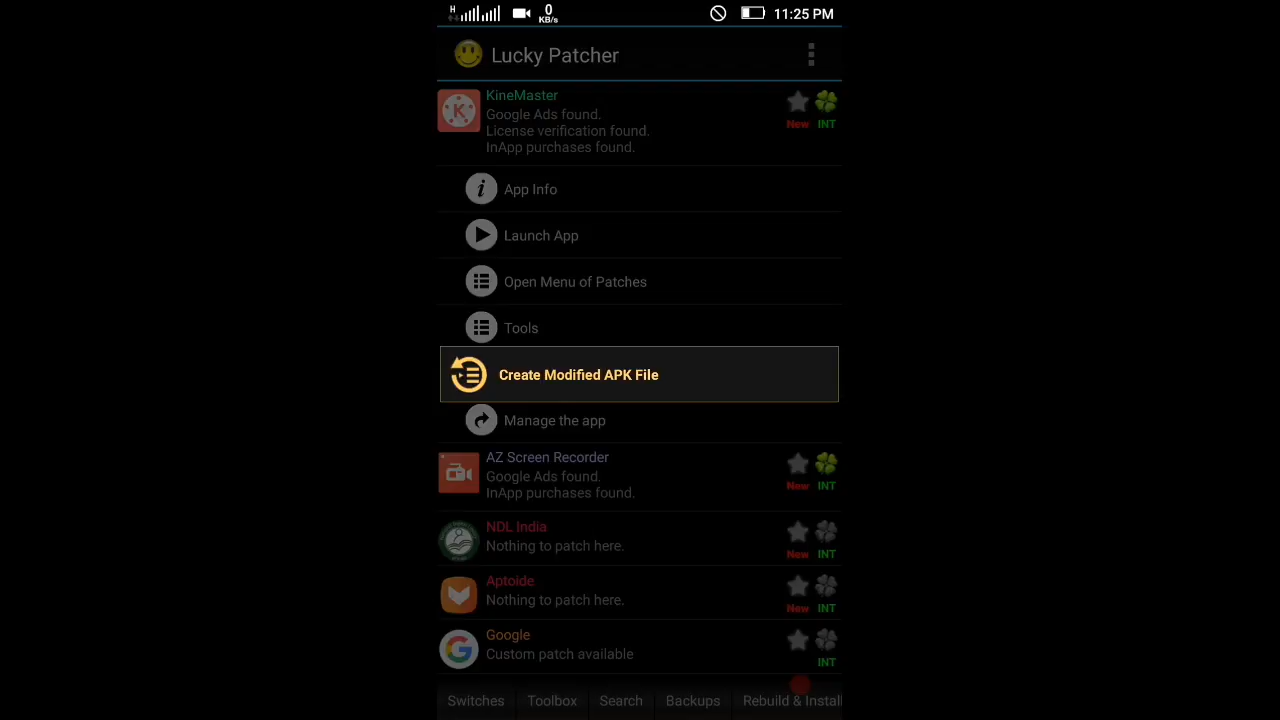 H
0
KB/s
11:25 PM
Lucky Patcher
KineMaster
Google Ads found.
License verification found.
InApp purchases found.
New INT
App Info
Launch App
Open Menu of Patches
Tools
Create Modified APK File
Manage the app
AZ Screen Recorder
Google Ads found.
InApp purchases found.
New INT
NDL India
Nothing to patch here.
New INT
Aptoide
Nothing to patch here.
New INT
Google
Custom patch available
INT
Switches Toolbox Search Backups Rebuild & Install